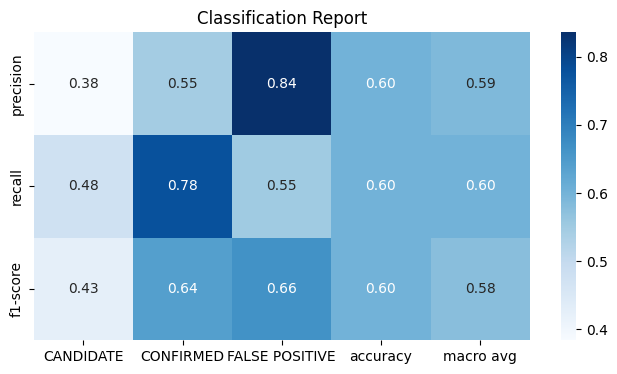 Classification Report
precision
0.38 0.55 0.84 0.60 0.59
recall
0.48 0.78 0.55 0.60 0.60
f1-score
0.43 0.64 0.66 0.60 0.58
CANDIDATE CONFIRMED FALSE POSITIVE accuracy macro avg
0.8
0.7
0.6
0.5
0.4